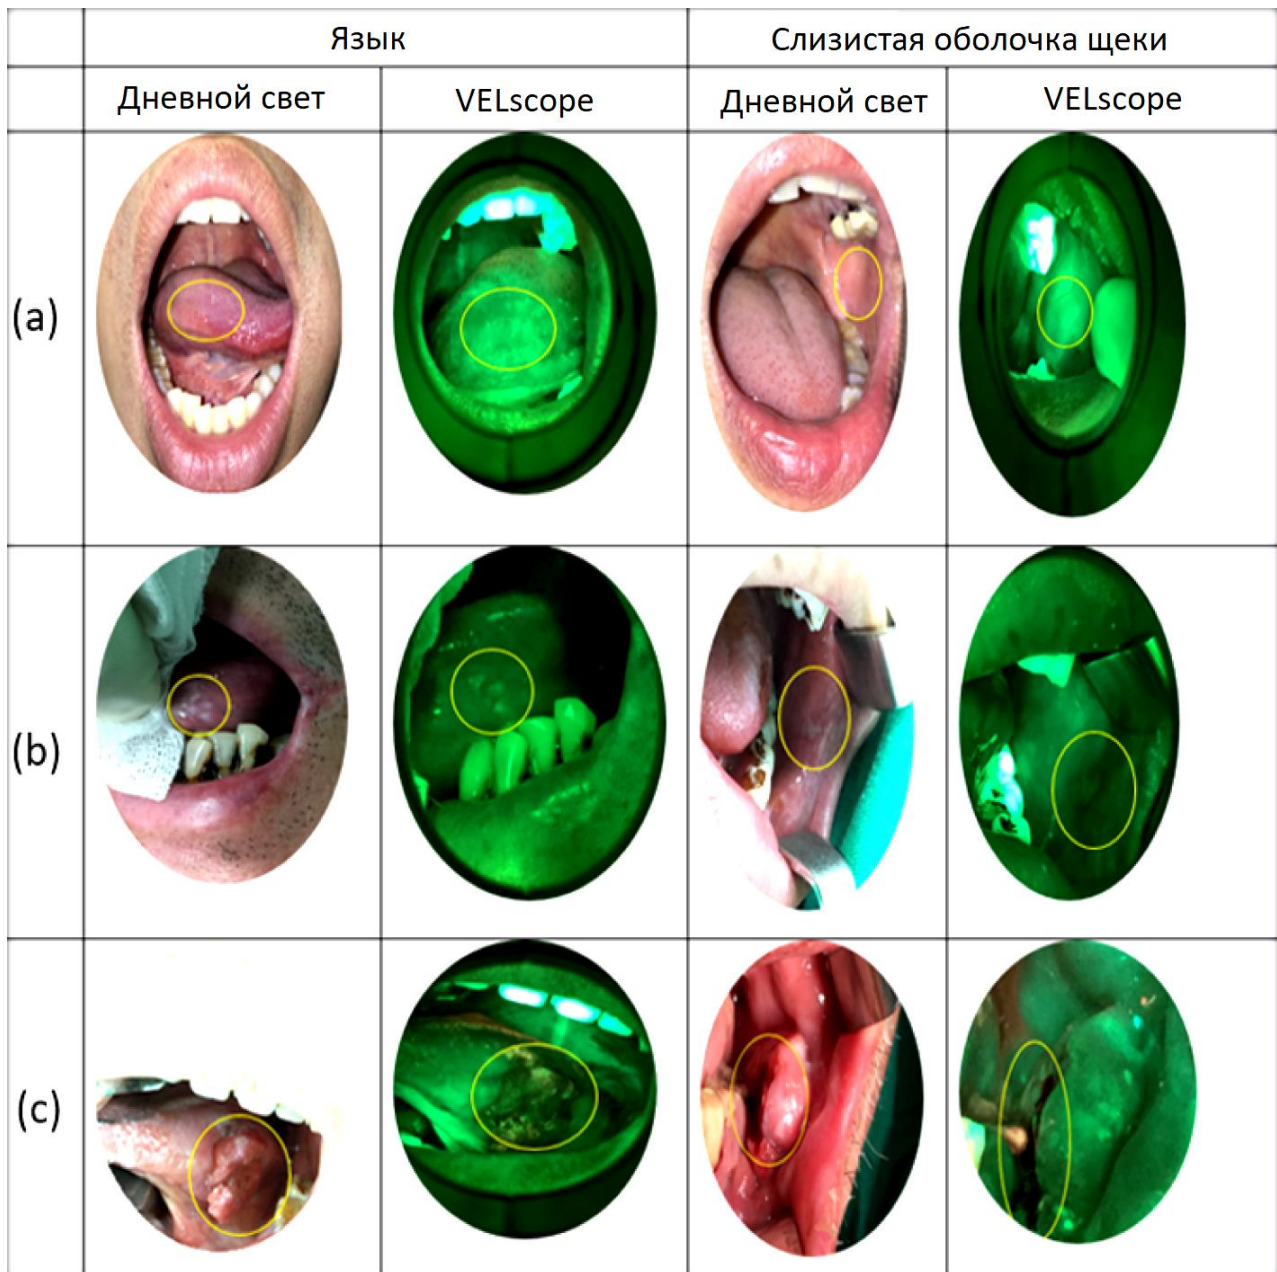 Язык
Слизистая оболочка щеки
Дневной свет
VELscope
Дневной свет
VELscope
(a)
(b)
(c)